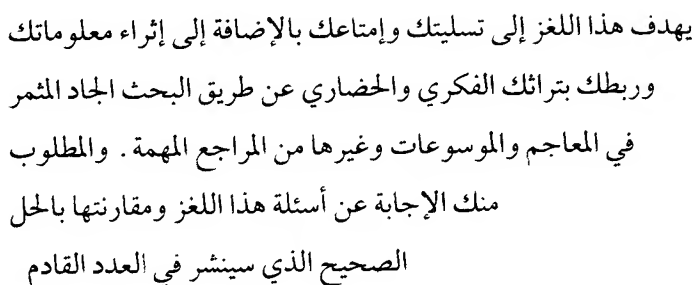 يهدف هذا اللغز إلى تسليتك وإمتاعك بالإضافة إلى إثراء معلوماتك
وربطك بتراثك الفكري والحضاري عن طريق البحث الجاد المثمر
في المعاجم والموسوعات وغيرها من المراجع المهمة . والمطلوب
منك الإجابة عن أسئلة هذا اللغز ومقارنتها بالحل
الصحيح الذي سينشر في العدد القادم